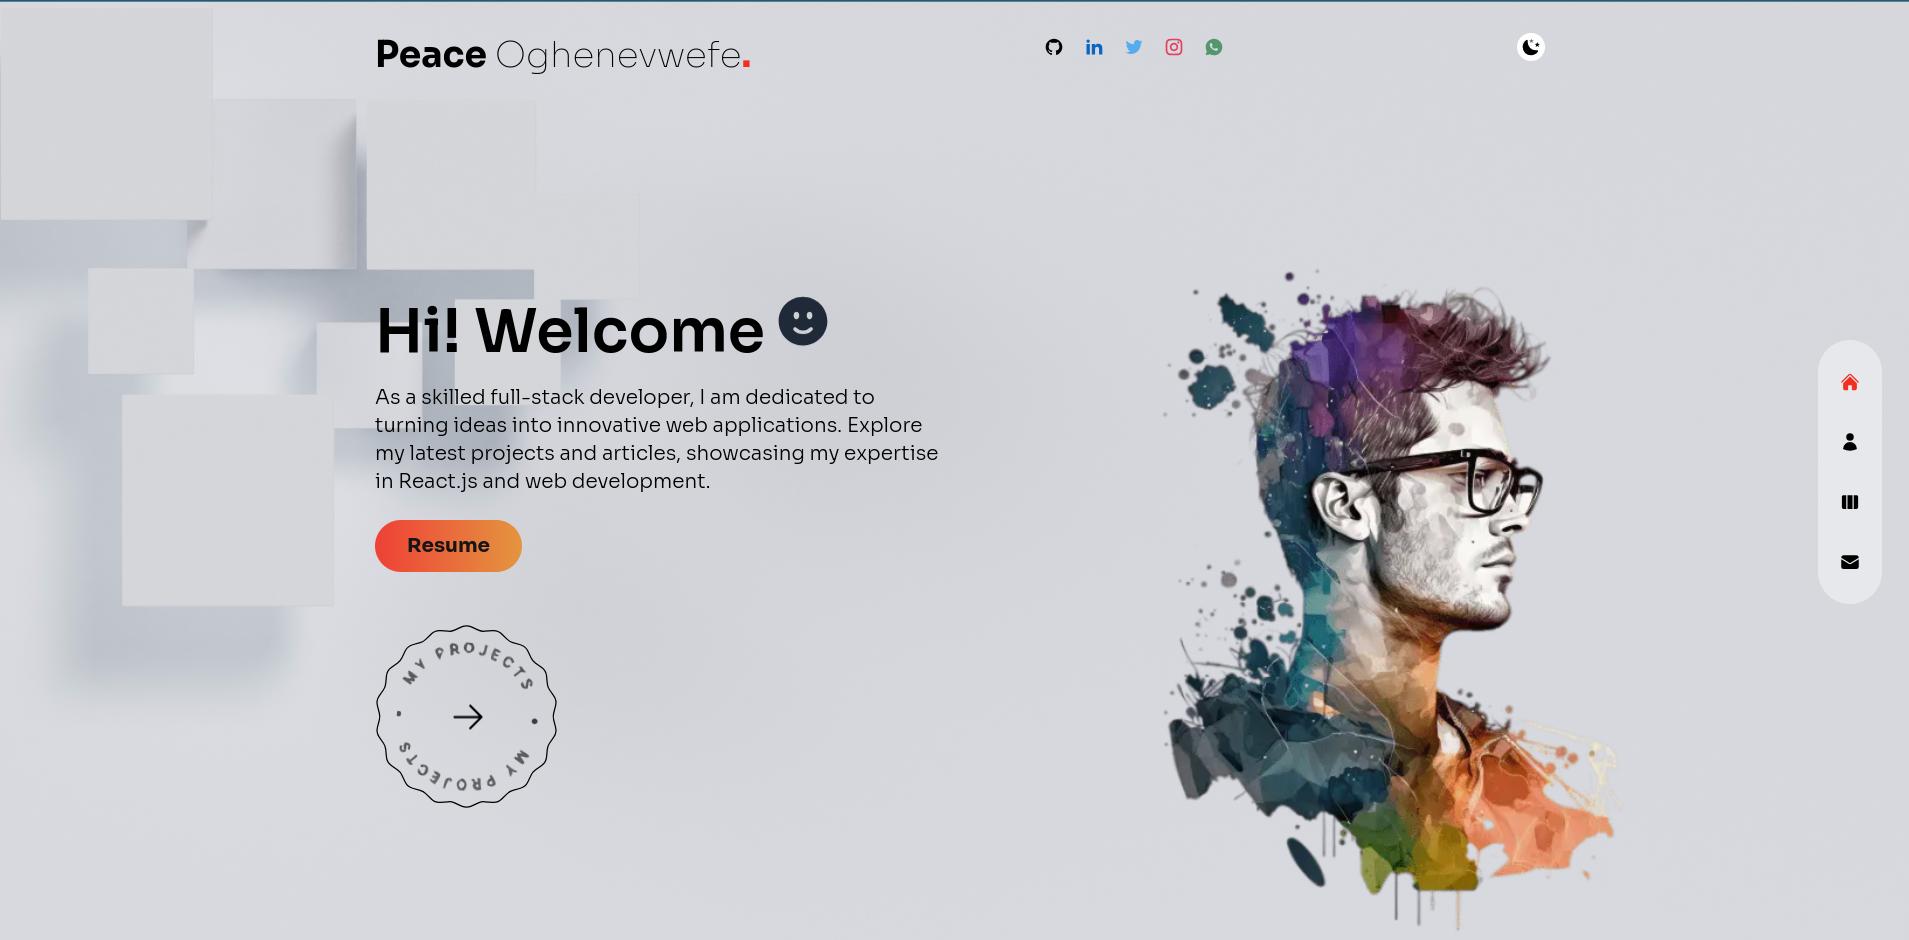 Peace Oghenevwefe.
Hi! Welcome
As a skilled full-stack developer, I am dedicated to
turning ideas into innovative web applications. Explore
my latest projects and articles, showcasing my expertise
in React.js and web development.
Resume
MY PROJECTS • MY PROJECTS •